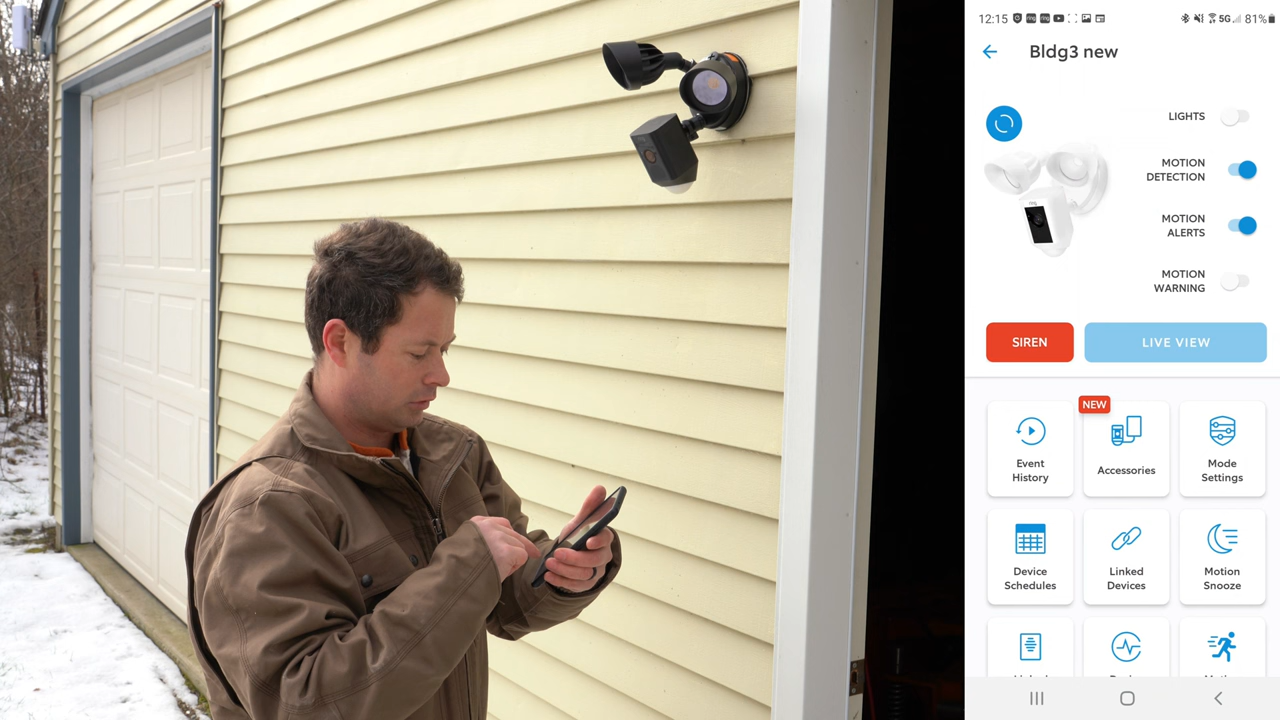 12:15 5G 81%
Bldg3 new
LIGHTS
MOTION
DETECTION
MOTION
ALERTS
MOTION
WARNING
SIREN
LIVE VIEW
NEW
Event
History
Accessories
Mode
Settings
Device
Schedules
Linked
Devices
Motion
Snooze